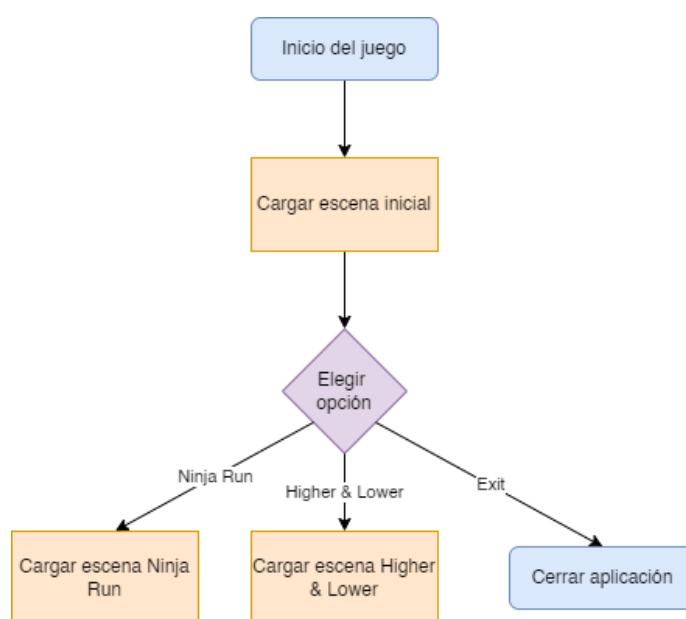 Inicio del juego
Cargar escena inicial
Elegir
opción
Ninja Run
Higher & Lower
Exit
Cargar escena Ninja
Run
Cargar escena Higher
& Lower
Cerrar aplicación